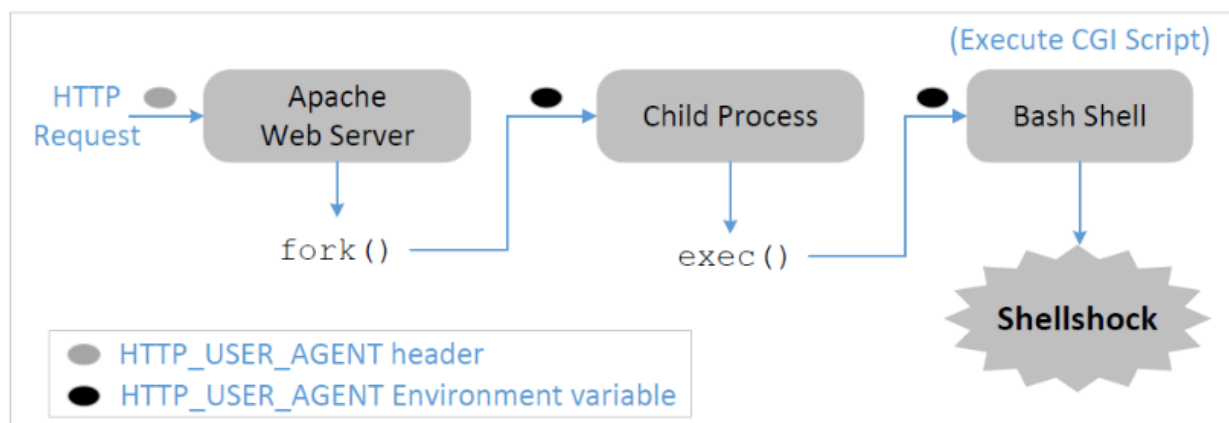 (Execute CGI Script)
HTTP
Request
Apache
Web Server
Child Process
Bash Shell
fork()
exec()
Shellshock
HTTP_USER_AGENT header
HTTP_USER_AGENT Environment variable